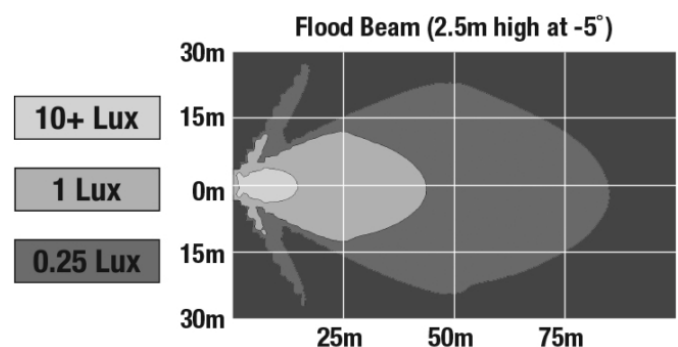 Flood Beam (2.5m high at -5°)
10+ Lux
1 Lux
0.25 Lux
30m
15m
0m
15m
30m
25m
50m
75m